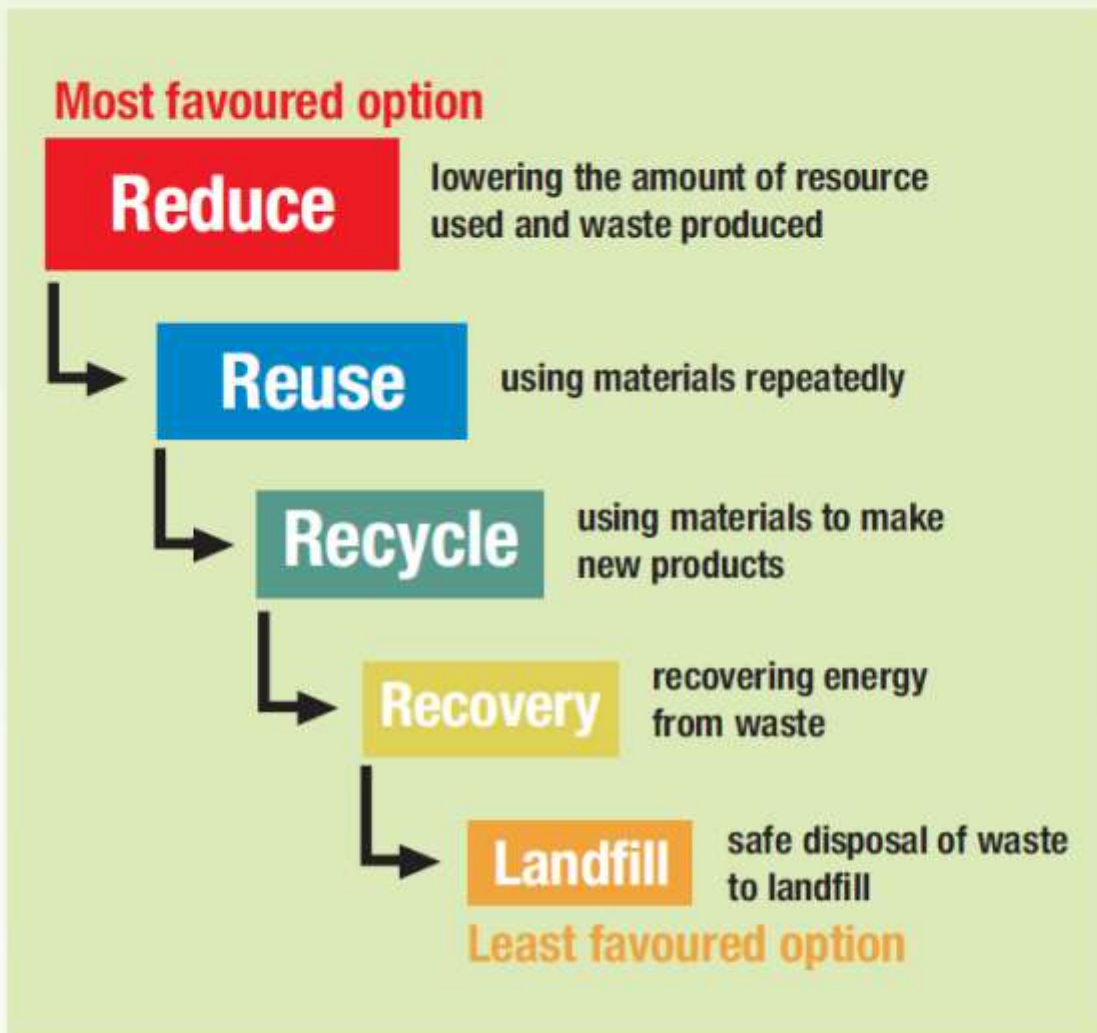 Most favoured option
Reduce
lowering the amount of resource
used and waste produced
Reuse
using materials repeatedly
Recycle
using materials to make
new products
Recovery
recovering energy
from waste
Landfill
safe disposal of waste
to landfill
Least favoured option